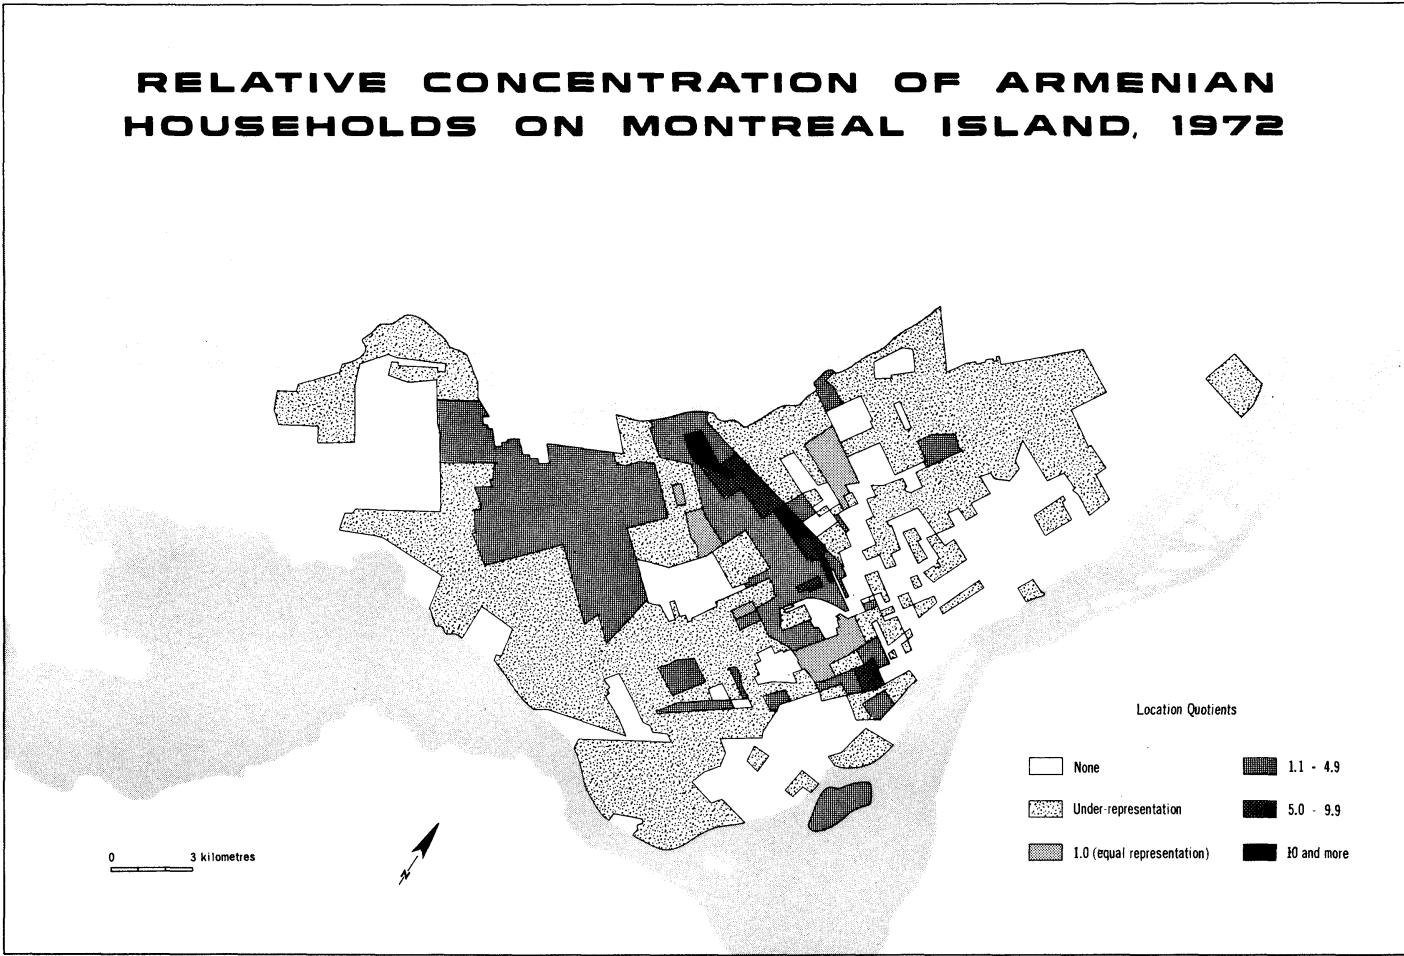 RELATIVE CONCENTRATION OF ARMENIAN
HOUSEHOLDS ON MONTREAL ISLAND, 1972
Location Quotients
None
Under-representation
1.0 (equal representation)
1.1 - 4.9
5.0 - 9.9
10 and more
0 3 kilometres
N